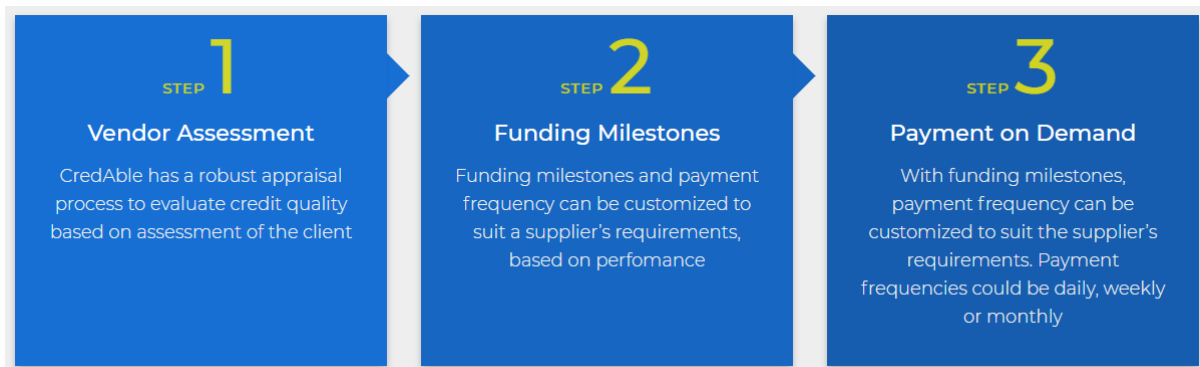 STEP 1
Vendor Assessment
CredAble has a robust appraisal
process to evaluate credit quality
based on assessment of the client
STEP 2
Funding Milestones
Funding milestones and payment
frequency can be customized to
suit a supplier’s requirements,
based on perfomance
STEP 3
Payment on Demand
With funding milestones,
payment frequency can be
customized to suit the supplier’s
requirements. Payment
frequencies could be daily, weekly
or monthly